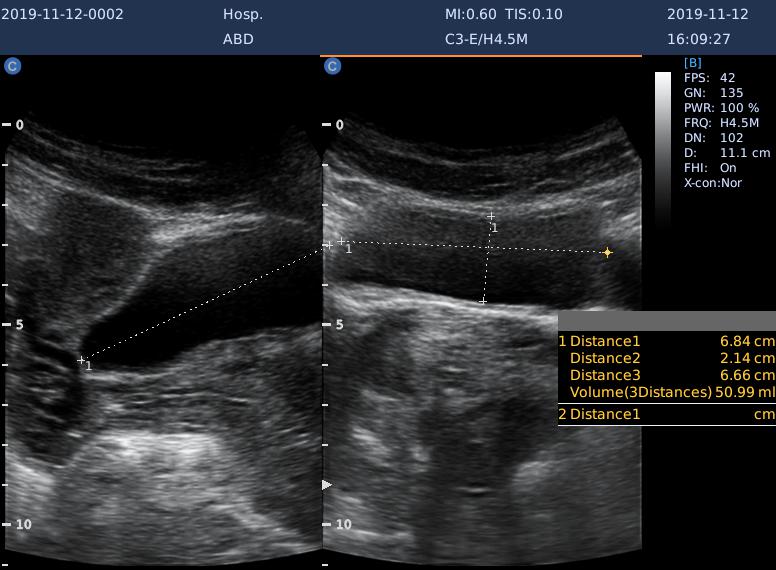 2019-11-12-0002 Hosp. MI:0.60 TIS:0.10 2019-11-12
ABD C3-E/H4.5M 16:09:27
C
C
[B]
FPS: 42
GN: 135
PWR: 100 %
FRQ: H4.5M
DN: 102
D: 11.1 cm
FHI: On
X-con:Nor
0
5
10
0
5
10
1
1
1
1 Distance1 6.84 cm
Distance2 2.14 cm
Distance3 6.66 cm
Volume(3Distances) 50.99 ml
2 Distance1 cm